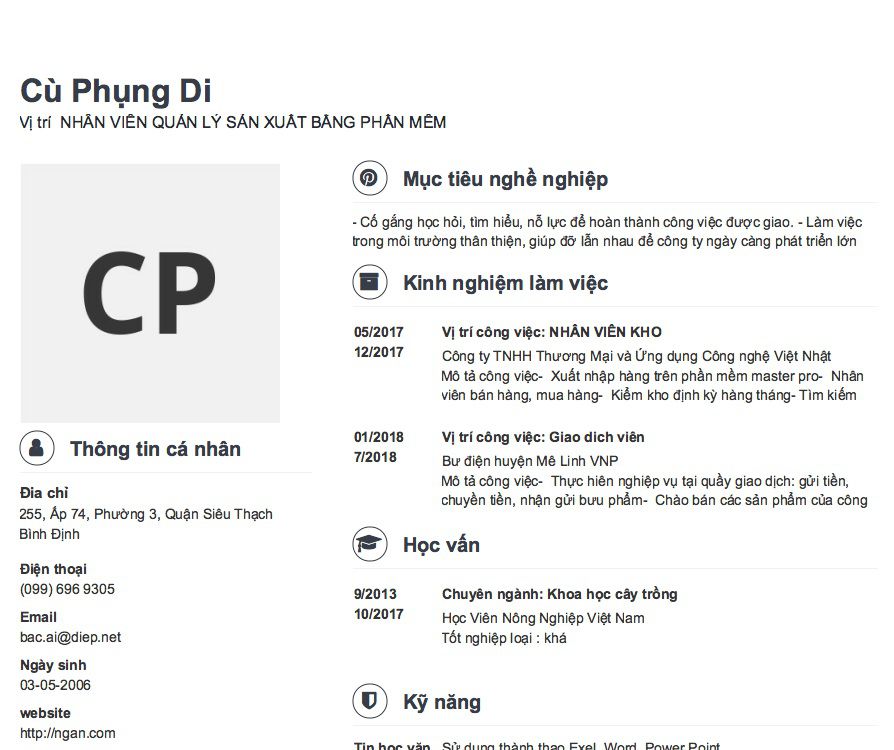 Cù Phụng Di
Vị trí NHÂN VIÊN QUẢN LÝ SẢN XUẤT BẰNG PHẦN MỀM
CP
Thông tin cá nhân
Đia chỉ
255, Ấp 74, Phường 3, Quận Siêu Thạch
Bình Định
Điện thoại
(099) 696 9305
Email
bac.ai@diep.net
Ngày sinh
03-05-2006
website
http://ngan.com
Mục tiêu nghề nghiệp
- Cố gắng học hỏi, tìm hiểu, nỗ lực để hoàn thành công việc được giao. - Làm việc
trong môi trường thân thiện, giúp đỡ lẫn nhau để công ty ngày càng phát triển lớn
Kinh nghiệm làm việc
05/2017
12/2017
Vị trí công việc: NHÂN VIÊN KHO
Công ty TNHH Thương Mại và Ứng dụng Công nghệ Việt Nhật
Mô tả công việc- Xuất nhập hàng trên phần mềm master pro- Nhân
viên bán hàng, mua hàng- Kiểm kho định kỳ hàng tháng- Tìm kiếm
01/2018
7/2018
Vị trí công việc: Giao dich viên
Bư điện huyện Mê Linh VNP
Mô tả công việc- Thực hiên nghiệp vụ tại quầy giao dịch: gửi tiền,
chuyền tiền, nhận gửi bưu phẩm- Chào bán các sản phẩm của công
Học vấn
9/2013
10/2017
Chuyên ngành: Khoa học cây trồng
Học Viên Nông Nghiệp Việt Nam
Tốt nghiệp loại : khá
Kỹ năng
Tin học văn Sử dụng thành thạo Exel, Word, Power Point